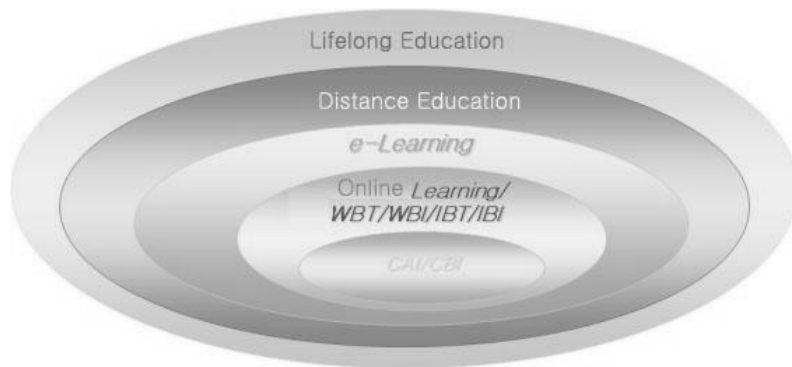 Lifelong Education
Distance Education
e-Learning
Online Learning/
WBT/WBI/IBT/IBI
CAI/CBI